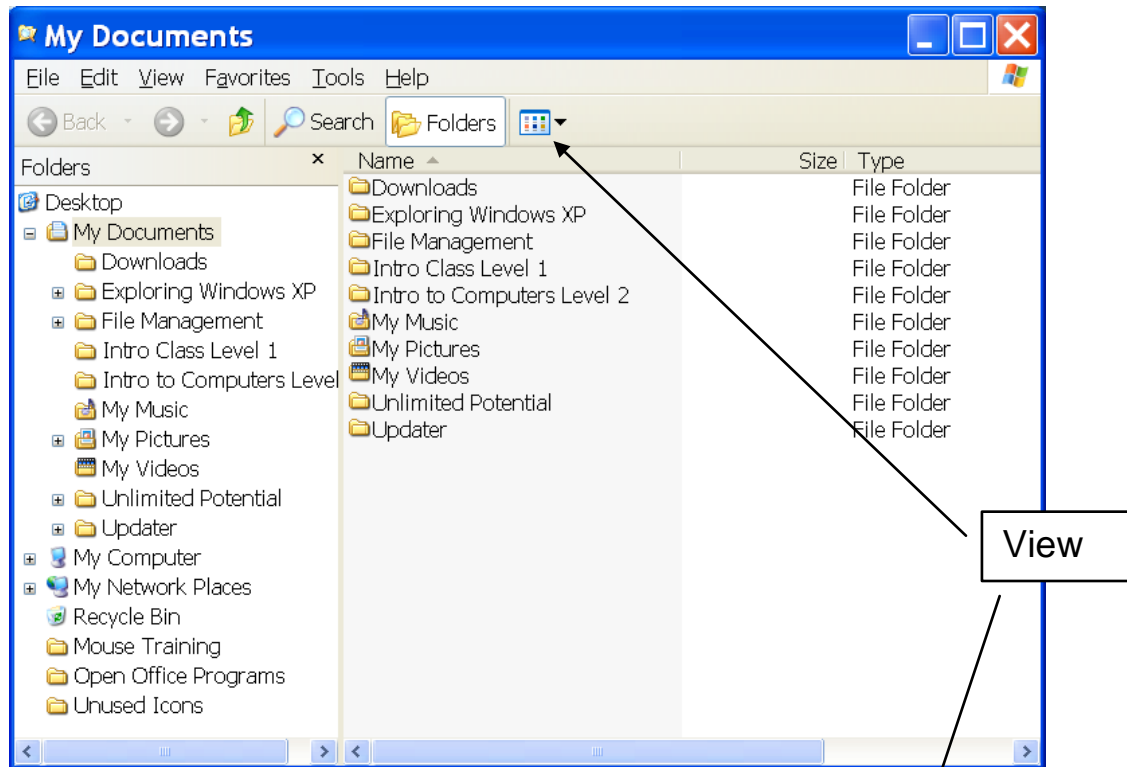 My Documents
File Edit View Favorites Tools Help
Back Search Folders
Folders
Desktop
My Documents
Downloads
Exploring Windows XP
File Management
Intro Class Level 1
Intro to Computers Level
My Music
My Pictures
My Videos
Unlimited Potential
Updater
My Computer
My Network Places
Recycle Bin
Mouse Training
Open Office Programs
Unused Icons
Name Size Type
Downloads File Folder
Exploring Windows XP File Folder
File Management File Folder
Intro Class Level 1 File Folder
Intro to Computers Level 2 File Folder
My Music File Folder
My Pictures File Folder
My Videos File Folder
Unlimited Potential File Folder
Updater File Folder
View